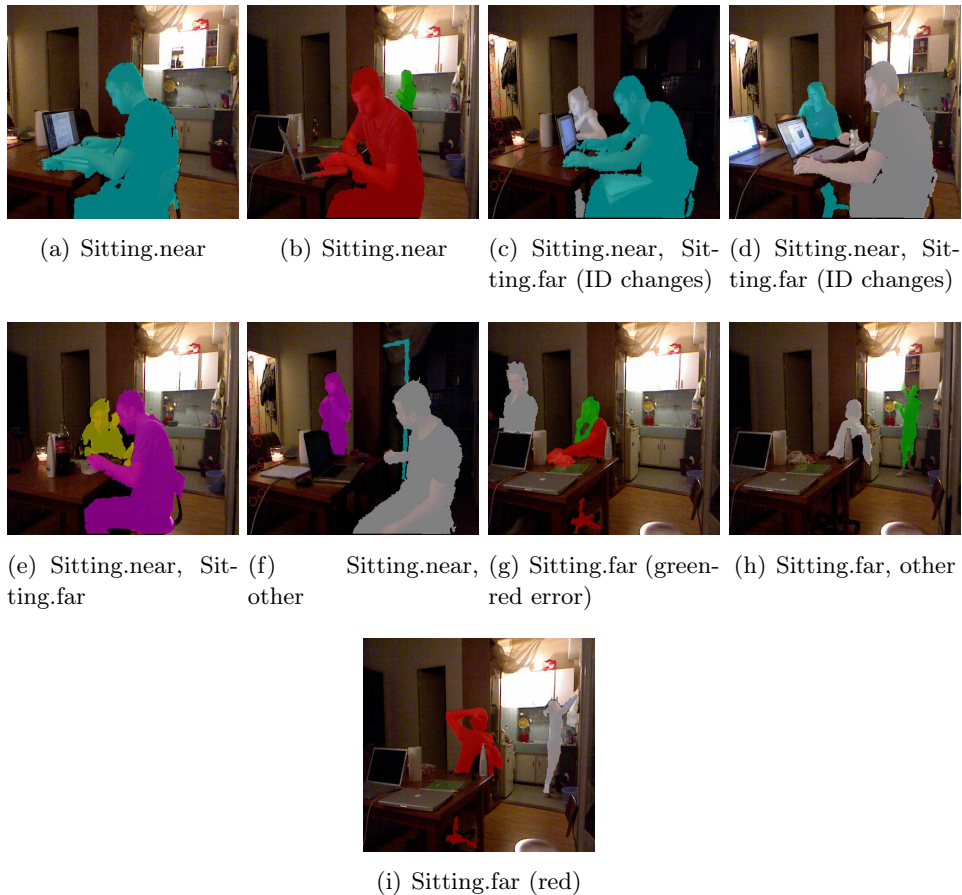 (a) Sitting.near
(b) Sitting.near
(c) Sitting.near, Sit-
ting.far (ID changes)
(d) Sitting.near, Sit-
ting.far (ID changes)
(e) Sitting.near, Sit-
ting.far
(f) Sitting.near,
other
(g) Sitting.far (green-
red error)
(h) Sitting.far, other
(i) Sitting.far (red)